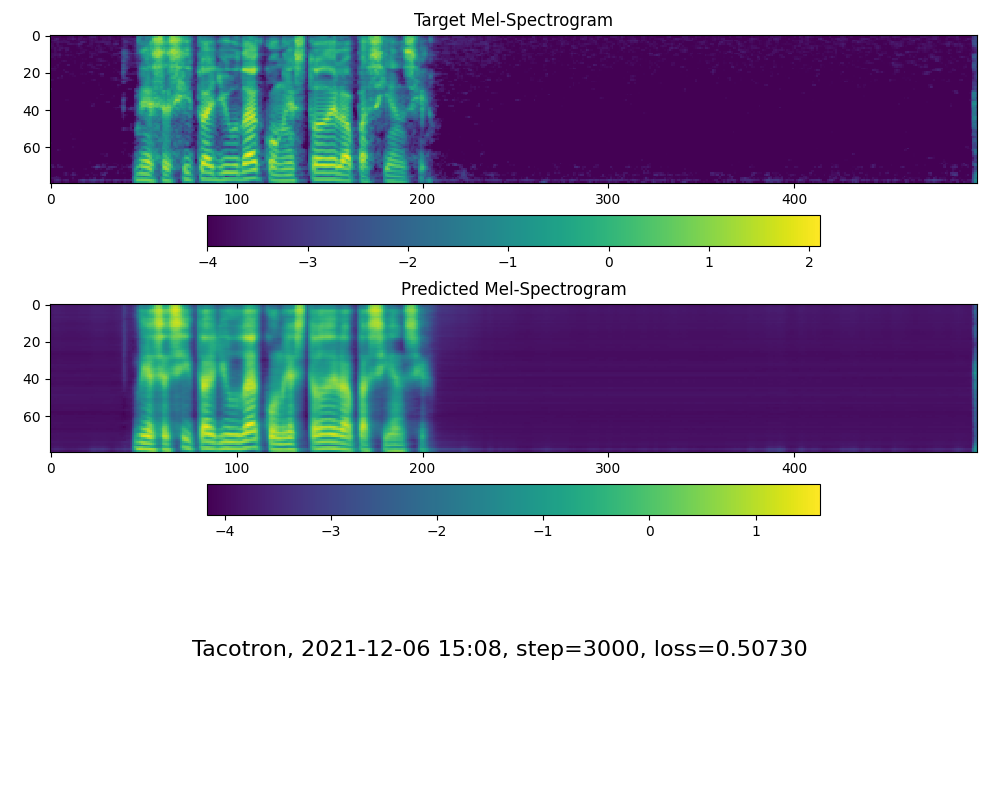 Target Mel-Spectrogram
0
20
40
60
0 100 200 300 400
−4 −3 −2 −1 0 1 2
Predicted Mel-Spectrogram
0
20
40
60
0 100 200 300 400
−4 −3 −2 −1 0 1
Tacotron, 2021-12-06 15:08, step=3000, loss=0.50730